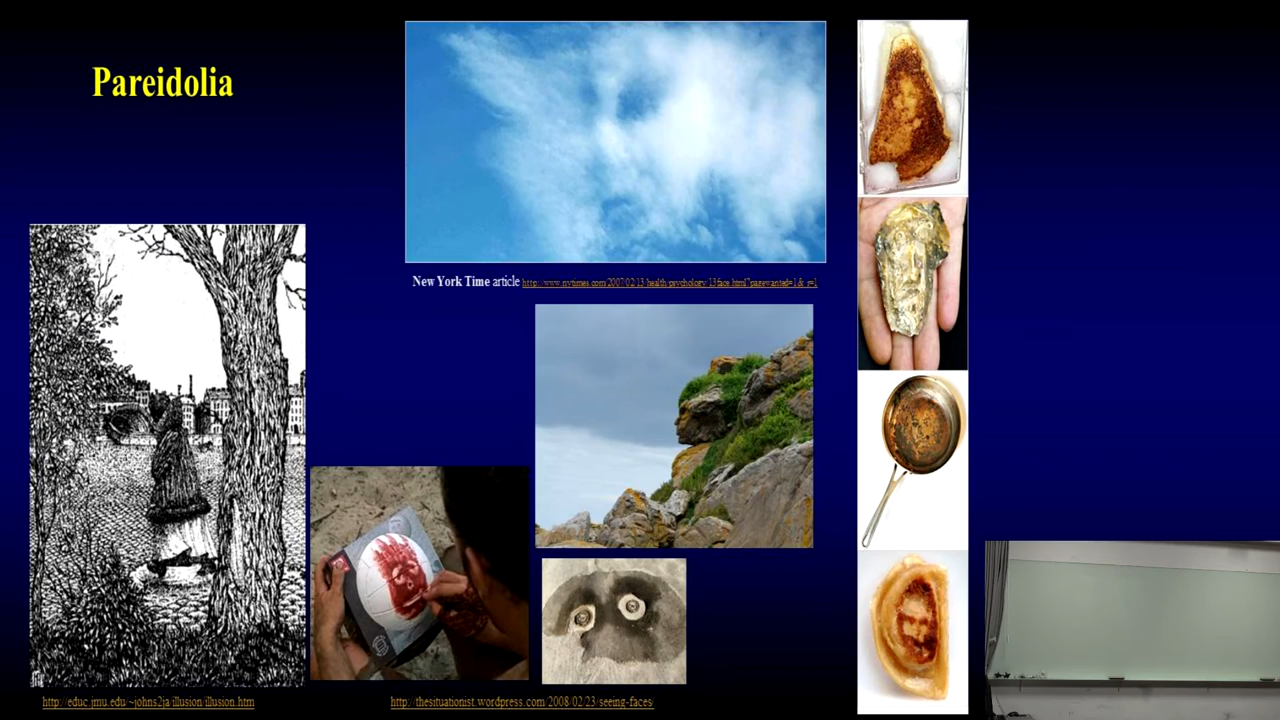 Pareidolia
New York Time article http://www.nytimes.com/2007/02/13/health/psychology/13face.html?pagewanted=1&_r=1
http://educ.jmu.edu/~johns2ja/illusion/illusion.htm
http://thesituationist.wordpress.com/2008/02/23/seeing-faces/